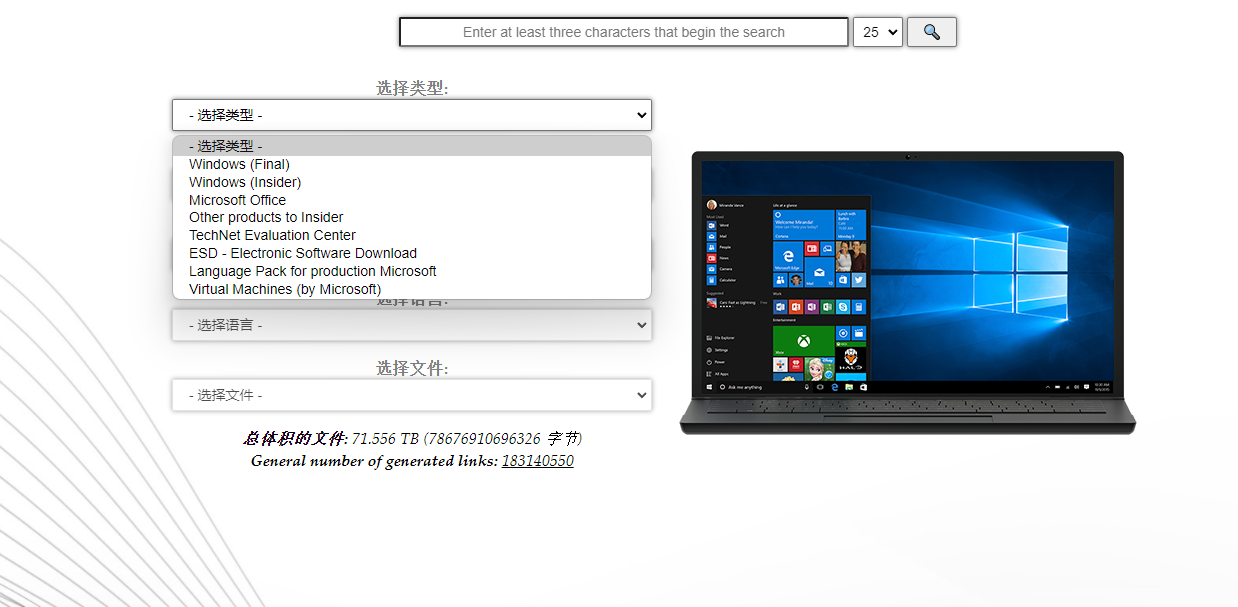 Enter at least three characters that begin the search
25
选择类型:
- 选择类型 -
- 选择类型 -
Windows (Final)
Windows (Insider)
Microsoft Office
Other products to Insider
TechNet Evaluation Center
ESD - Electronic Software Download
Language Pack for production Microsoft
Virtual Machines (by Microsoft)
选择语言:
- 选择语言 -
选择文件:
- 选择文件 -
总体积的文件: 71.556 TB (78676910696326 字节)
General number of generated links: 183140550
Miranda Vance
Life at a glance
Most Used
Word
Mail
People
News
Camera
Calculator
Welcome Miranda!
Cortana
Microsoft Edge
Mail
Work
Entertainment
Xbox
File Explorer
Settings
Power
All Apps
Ask me anything